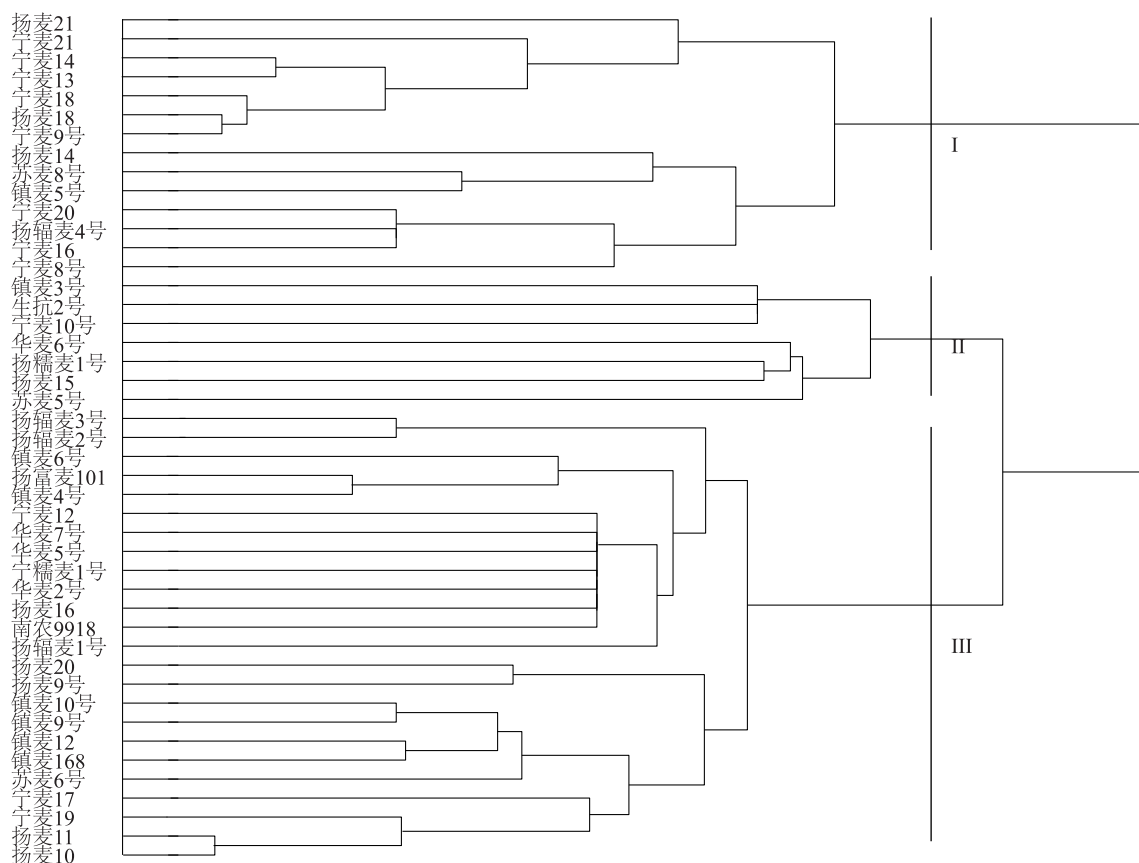 扬麦21
宁麦21
宁麦14
宁麦13
宁麦18
扬麦18
宁麦9号
扬麦14
苏麦8号
镇麦5号
宁麦20
扬辐麦4号
宁麦16
宁麦8号
镇麦3号
生抗2号
宁麦10号
华麦6号
扬糯麦1号
扬麦15
苏麦5号
扬辐麦3号
扬辐麦2号
镇麦6号
扬富麦101
镇麦4号
宁麦12
华麦7号
华麦5号
宁糯麦1号
华麦2号
扬麦16
南农9918
扬辐麦1号
扬麦20
扬麦9号
镇麦10号
镇麦9号
镇麦12
镇麦168
苏麦6号
宁麦17
宁麦19
扬麦11
扬麦10
I
II
III